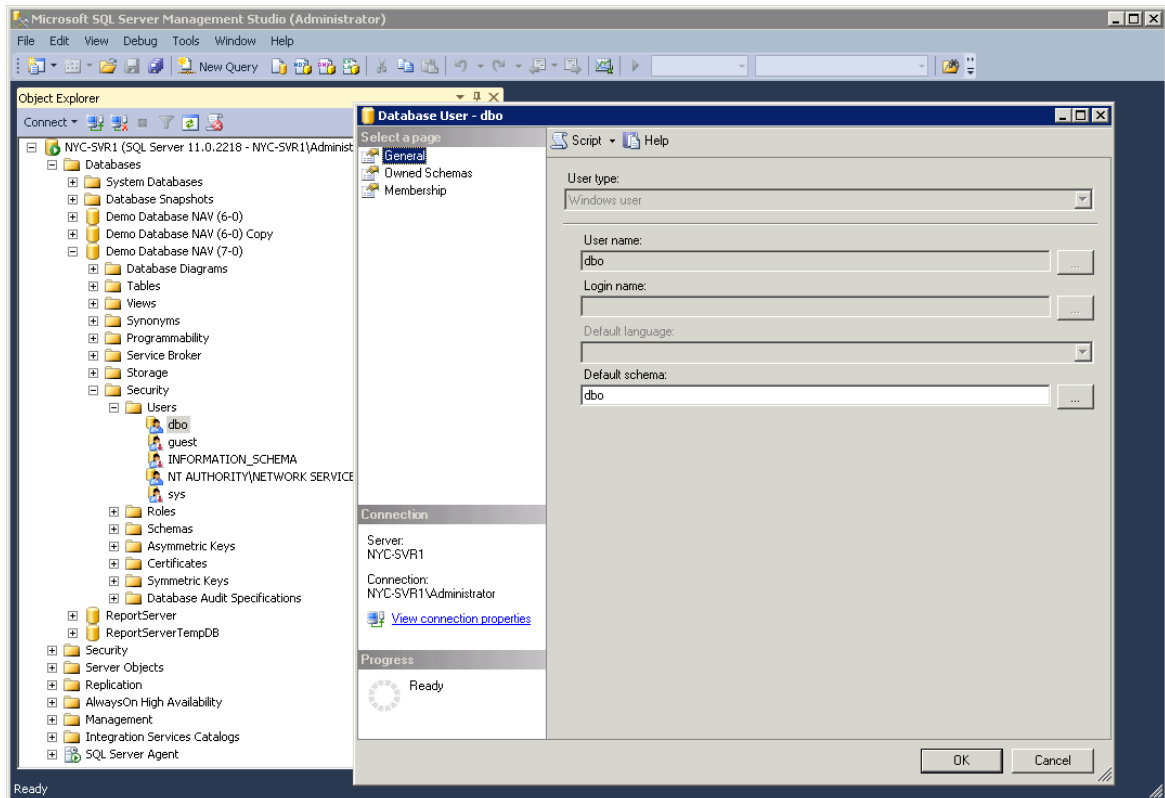 Microsoft SQL Server Management Studio (Administrator)
File Edit View Debug Tools Window Help
New Query
Object Explorer
Connect
NYC-SVR1 (SQL Server 11.0.2218 - NYC-SVR1\Administ
Databases
System Databases
Database Snapshots
Demo Database NAV (6-0)
Demo Database NAV (6-0) Copy
Demo Database NAV (7-0)
Database Diagrams
Tables
Views
Synonyms
Programmability
Service Broker
Storage
Security
Users
dbo
guest
INFORMATION_SCHEMA
NT AUTHORITY\NETWORK SERVICE
sys
Roles
Schemas
Asymmetric Keys
Certificates
Symmetric Keys
Database Audit Specifications
ReportServer
ReportServerTempDB
Security
Server Objects
Replication
AlwaysOn High Availability
Management
Integration Services Catalogs
SQL Server Agent
Ready
Database User - dbo
Select a page
General
Owned Schemas
Membership
Connection
Server:
NYC-SVR1
Connection:
NYC-SVR1\Administrator
View connection properties
Progress
Ready
Script Help
User type:
Windows user
User name:
dbo
...
Login name:
...
Default language:
Default schema:
dbo
...
OK Cancel